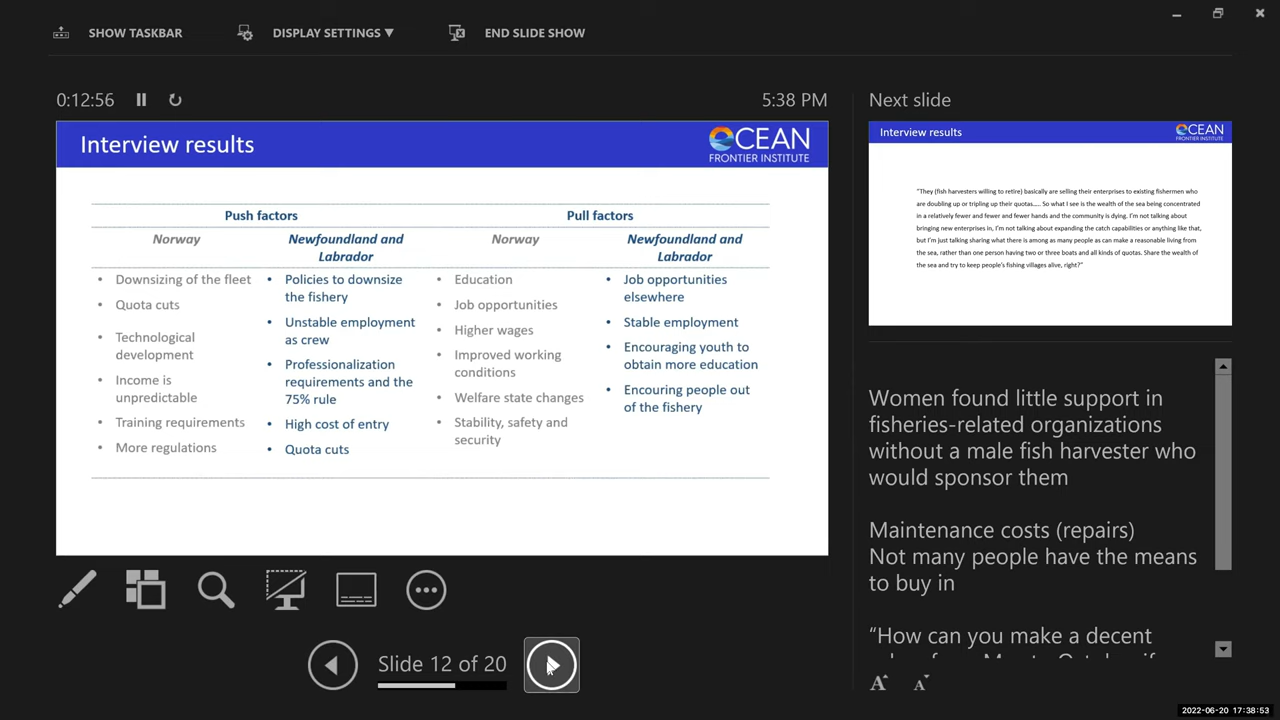 SHOW TASKBAR
DISPLAY SETTINGS ▼
END SLIDE SHOW
0:12:56
5:38 PM
Interview results
OCEAN
FRONTIER INSTITUTE
Push factors
Pull factors
Norway
Newfoundland and
Labrador
Norway
Newfoundland and
Labrador
• Downsizing of the fleet
• Quota cuts
• Technological
development
• Income is
unpredictable
• Training requirements
• More regulations
• Policies to downsize
the fishery
• Unstable employment
as crew
• Professionalization
requirements and the
75% rule
• High cost of entry
• Quota cuts
• Education
• Job opportunities
• Higher wages
• Improved working
conditions
• Welfare state changes
• Stability, safety and
security
• Job opportunities
elsewhere
• Stable employment
• Encouraging youth to
obtain more education
• Encouring people out
of the fishery
Slide 12 of 20
Next slide
Interview results
OCEAN
FRONTIER INSTITUTE
"They (fish harvesters willing to retire) basically are selling their enterprises to existing fishermen who
are doubling up or tripling up their quotas..... So what I see is the wealth of the sea being concentrated
in a relatively fewer and fewer and fewer hands and the community is dying. I'm not talking about
bringing new enterprises in, I'm not talking about expanding the catch capabilities or anything like that,
but I'm just talking sharing what there is among as many people as can make a reasonable living from
the sea, rather than one person having two or three boats and all kinds of quotas. Share the wealth of
the sea and try to keep people's fishing villages alive, right?"
Women found little support in
fisheries-related organizations
without a male fish harvester who
would sponsor them
Maintenance costs (repairs)
Not many people have the means
to buy in
"How can you make a decent
A A
2022-06-20 17:38:53